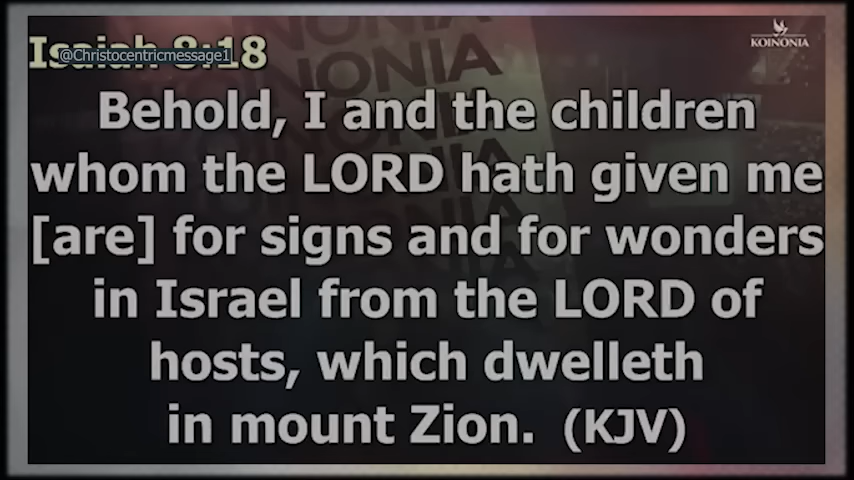 Isaiah 8:18
@Christocentricmessage1
KOINONIA
Behold, I and the children
whom the LORD hath given me
[are] for signs and for wonders
in Israel from the LORD of
hosts, which dwelleth
in mount Zion. (KJV)